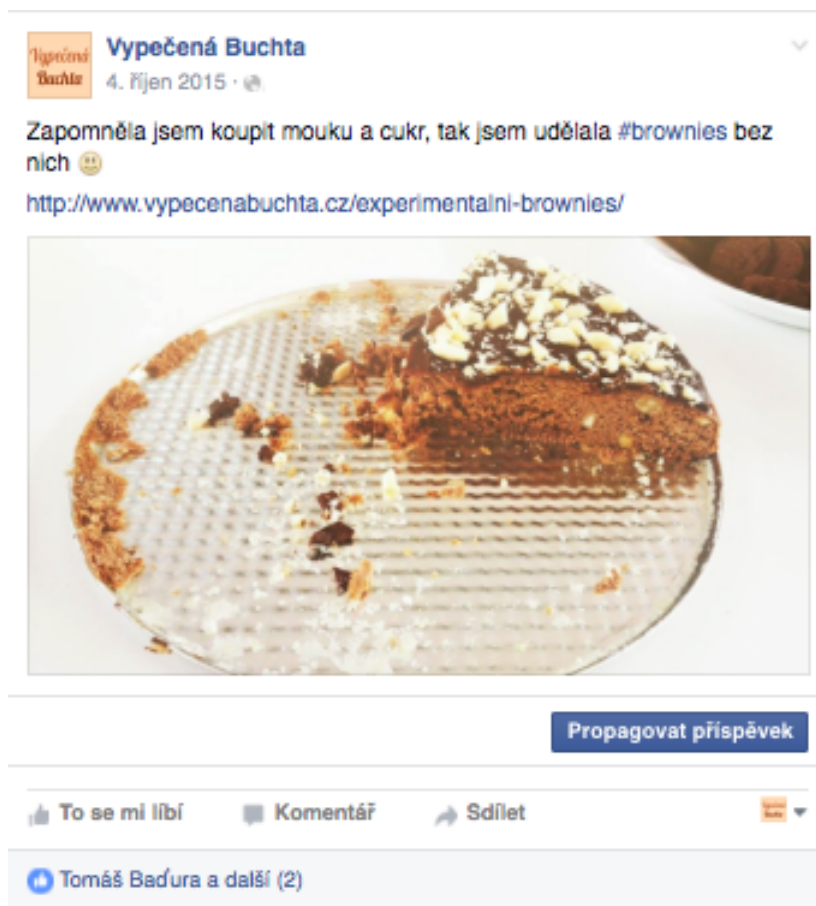 Vypečená
Buchta
Vypečená Buchta
4. říjen 2015 ·
Zapomněla jsem koupit mouku a cukr, tak jsem udělala #brownies bez
nich
http://www.vypecenabuchta.cz/experimentalni-brownies/
Propagovat příspěvek
To se mi líbí Komentář Sdílet
Tomáš Baďura a další (2)